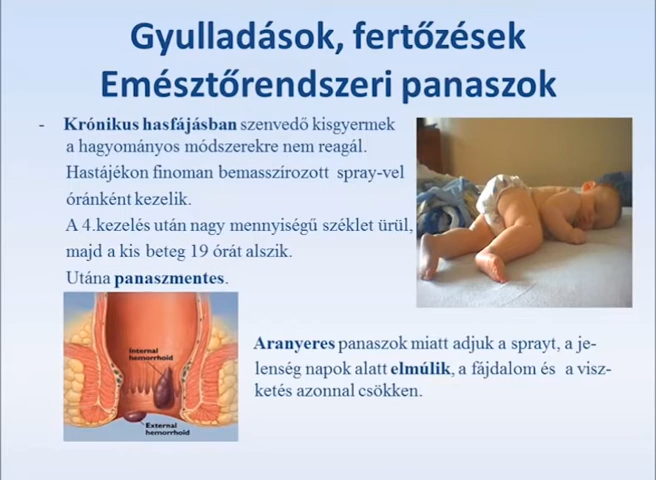 Gyulladások, fertőzések
Emésztőrendszeri panaszok
- Krónikus hasfájásban szenvedő kisgyermek
a hagyományos módszerekre nem reagál.
Hastájékon finoman bemasszírozott spray-vel
óránként kezelik.
A 4.kezelés után nagy mennyiségű széklet ürül,
majd a kis beteg 19 órát alszik.
Utána panaszmentes.
Internal
hemorrhoid
External
hemorrhoid
Aranyeres panaszok miatt adjuk a sprayt, a je-
lenség napok alatt elmúlik, a fájdalom és a visz-
ketés azonnal csökken.